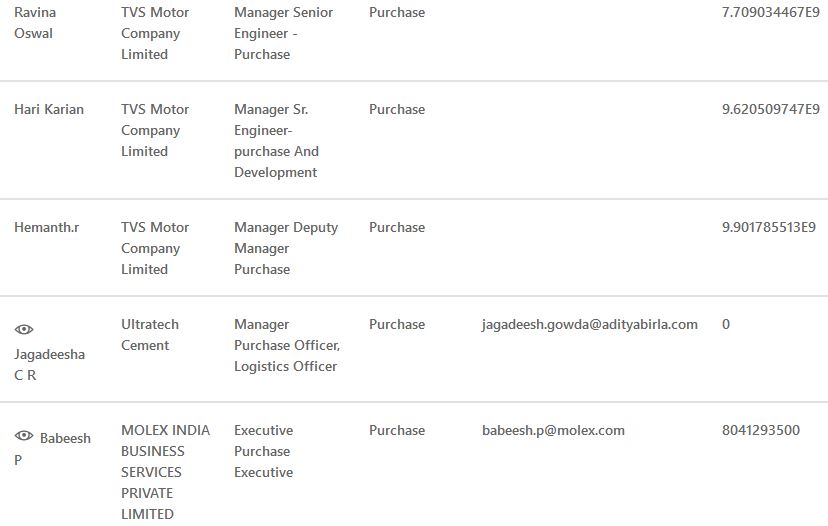 Ravina TVS Motor Manager Senior Purchase 7.709034467E9
Oswal Company Engineer -
Limited Purchase
Hari Karian TVS Motor Manager Sr. Purchase 9.620509747E9
Company Engineer-
Limited purchase And
Development
Hemanth.r TVS Motor Manager Deputy Purchase 9.901785513E9
Company Manager
Limited Purchase
Ultratech Manager Purchase jagadeesh.gowda@adityabirla.com 0
Cement Purchase Officer,
Jagadeesha Logistics Officer
C R
Babeesh MOLEX INDIA Executive Purchase babeesh.p@molex.com 8041293500
P BUSINESS Purchase
SERVICES Executive
PRIVATE
LIMITED